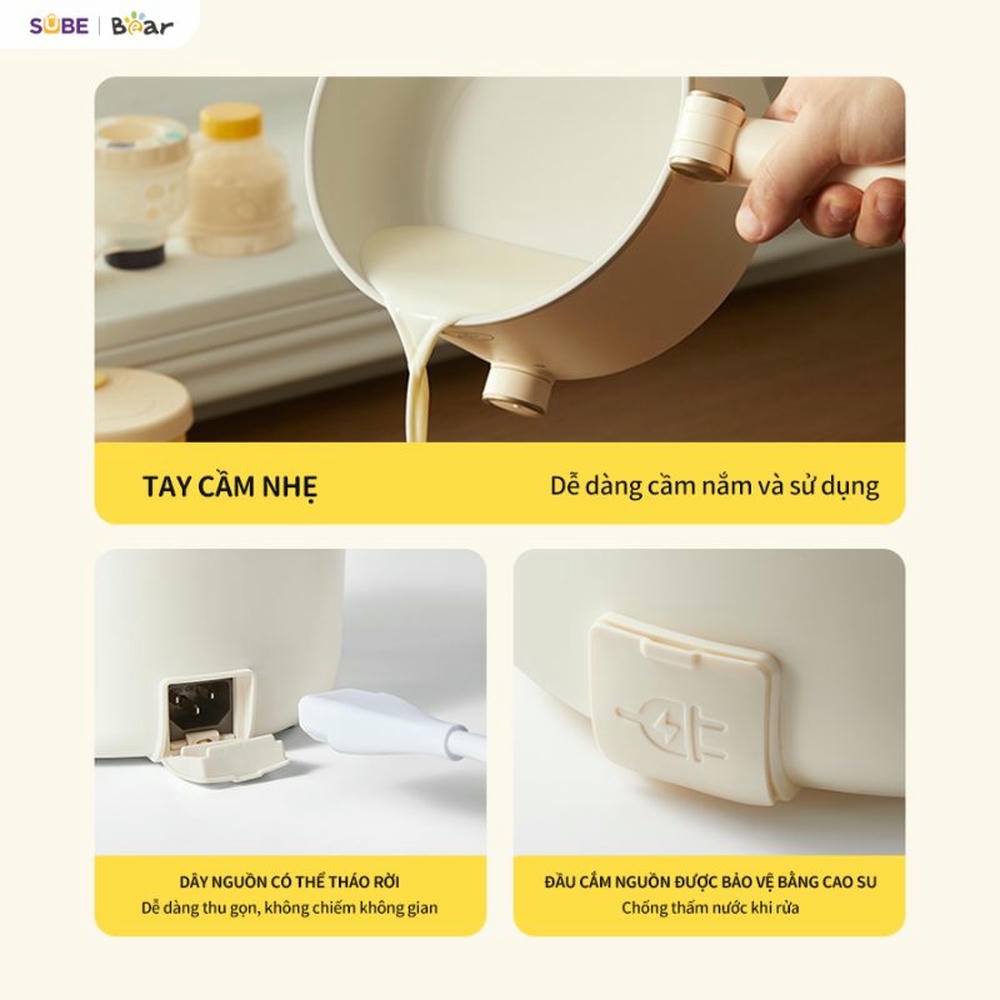 SUBE | Bear
TAY CẦM NHẸ
Dễ dàng cầm nắm và sử dụng
DÂY NGUỒN CÓ THỂ THÁO RỜI
Dễ dàng thu gọn, không chiếm không gian
ĐẦU CẮM NGUỒN ĐƯỢC BẢO VỆ BẰNG CAO SU
Chống thấm nước khi rửa